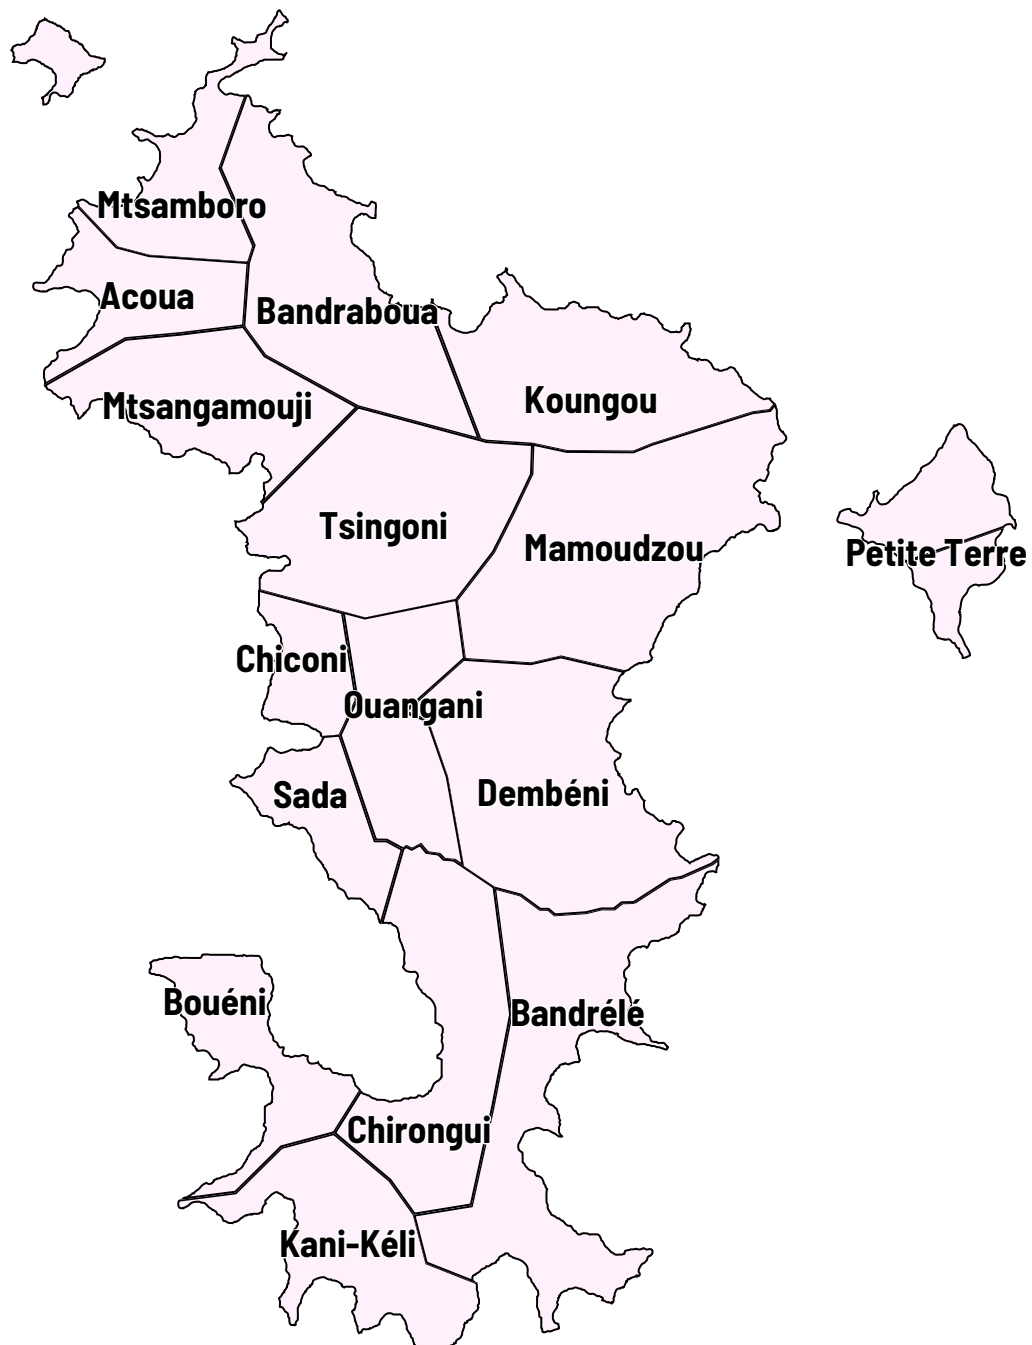 Mtsamboro
Acoua
Bandraboua
Koungou
Mtsangamouji
Tsingoni
Mamoudzou
Petite Terre
Chiconi
Ouangani
Sada
Dembéni
Bouéni
Bandrélé
Chirongui
Kani-Kéli